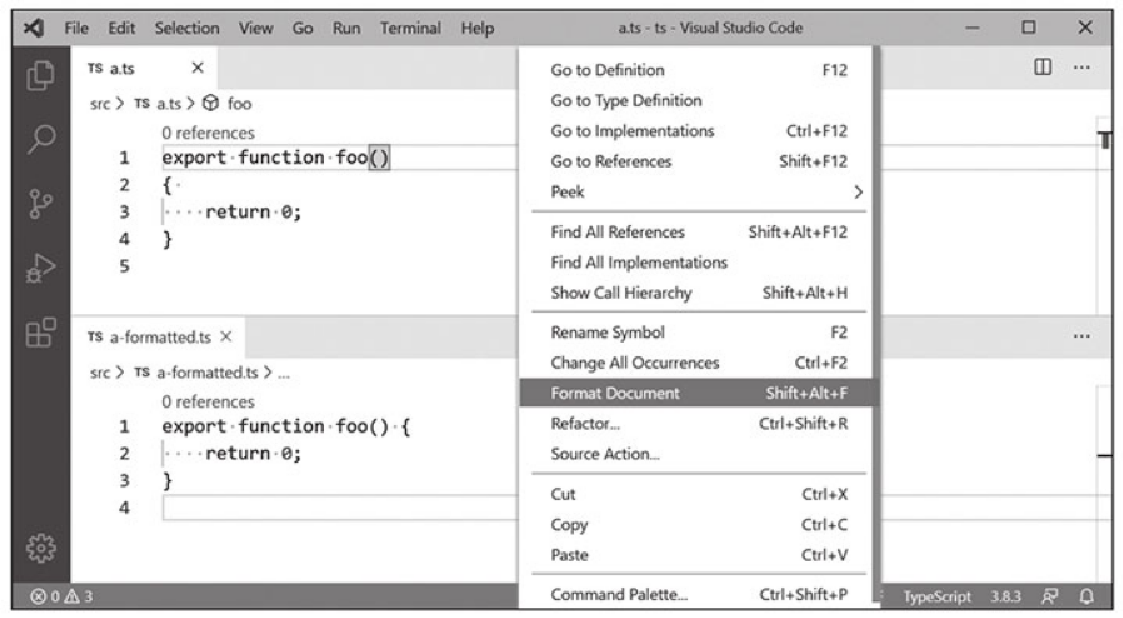 File Edit Selection View Go Run Terminal Help a.ts - ts - Visual Studio Code
TS a.ts
src > TS a.ts > foo
0 references
1 export·function·foo()
2 {·
3 ····return·0;
4 }
5
TS a-formatted.ts
src > TS a-formatted.ts > ...
0 references
1 export·function·foo()·{
2 ····return·0;
3 }
4
Go to Definition F12
Go to Type Definition
Go to Implementations Ctrl+F12
Go to References Shift+F12
Peek
Find All References Shift+Alt+F12
Find All Implementations
Show Call Hierarchy Shift+Alt+H
Rename Symbol F2
Change All Occurrences Ctrl+F2
Format Document Shift+Alt+F
Refactor... Ctrl+Shift+R
Source Action...
Cut Ctrl+X
Copy Ctrl+C
Paste Ctrl+V
Command Palette... Ctrl+Shift+P
0 3 TypeScript 3.8.3